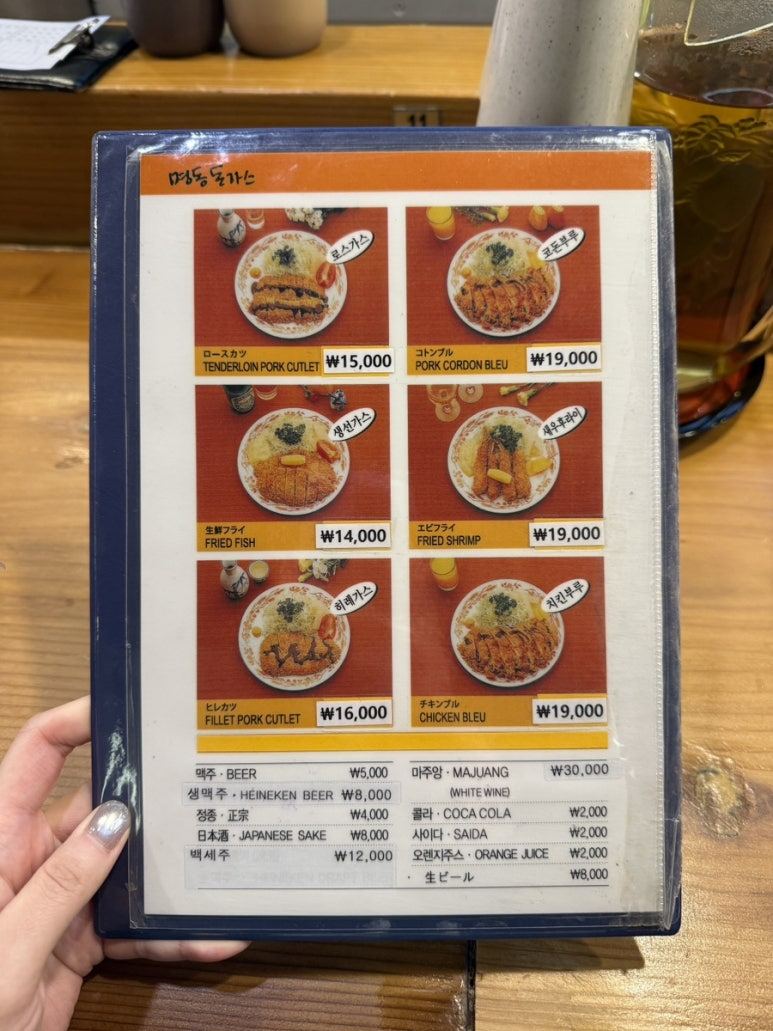 명동돈가스
11
로스가스
ロースカツ
TENDERLOIN PORK CUTLET ₩15,000
코돈부루
コトンブル
PORK CORDON BLEU ₩19,000
생선가스
生鮮フライ
FRIED FISH ₩14,000
새우후라이
エビフライ
FRIED SHRIMP ₩19,000
히레가스
ヒレカツ
FILLET PORK CUTLET ₩16,000
치킨부루
チキンブル
CHICKEN BLEU ₩19,000
맥주·BEER ₩5,000
생맥주·HEINEKEN BEER ₩8,000
정종·正宗 ₩4,000
日本酒·JAPANESE SAKE ₩8,000
백세주 ₩12,000
마주앙·MAJUANG ₩30,000
(WHITE WINE)
콜라·COCA COLA ₩2,000
사이다·SAIDA ₩2,000
오렌지주스·ORANGE JUICE ₩2,000
· 生ビール ₩8,000